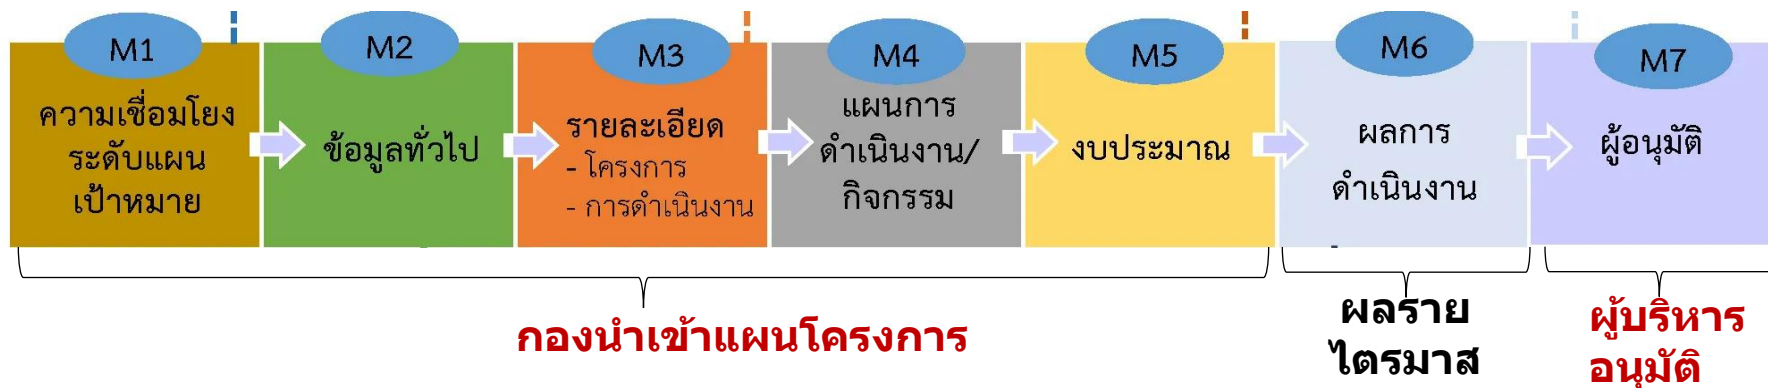 M1
ความเชื่อมโยง
ระดับแผน
เป้าหมาย
M2
ข้อมูลทั่วไป
M3
รายละเอียด
- โครงการ
- การดำเนินงาน
M4
แผนการ
ดำเนินงาน/
กิจกรรม
M5
งบประมาณ
M6
ผลการ
ดำเนินงาน
M7
ผู้อนุมัติ
กองนำเข้าแผนโครงการ
ผลราย
ไตรมาส
ผู้บริหาร
อนุมัติ